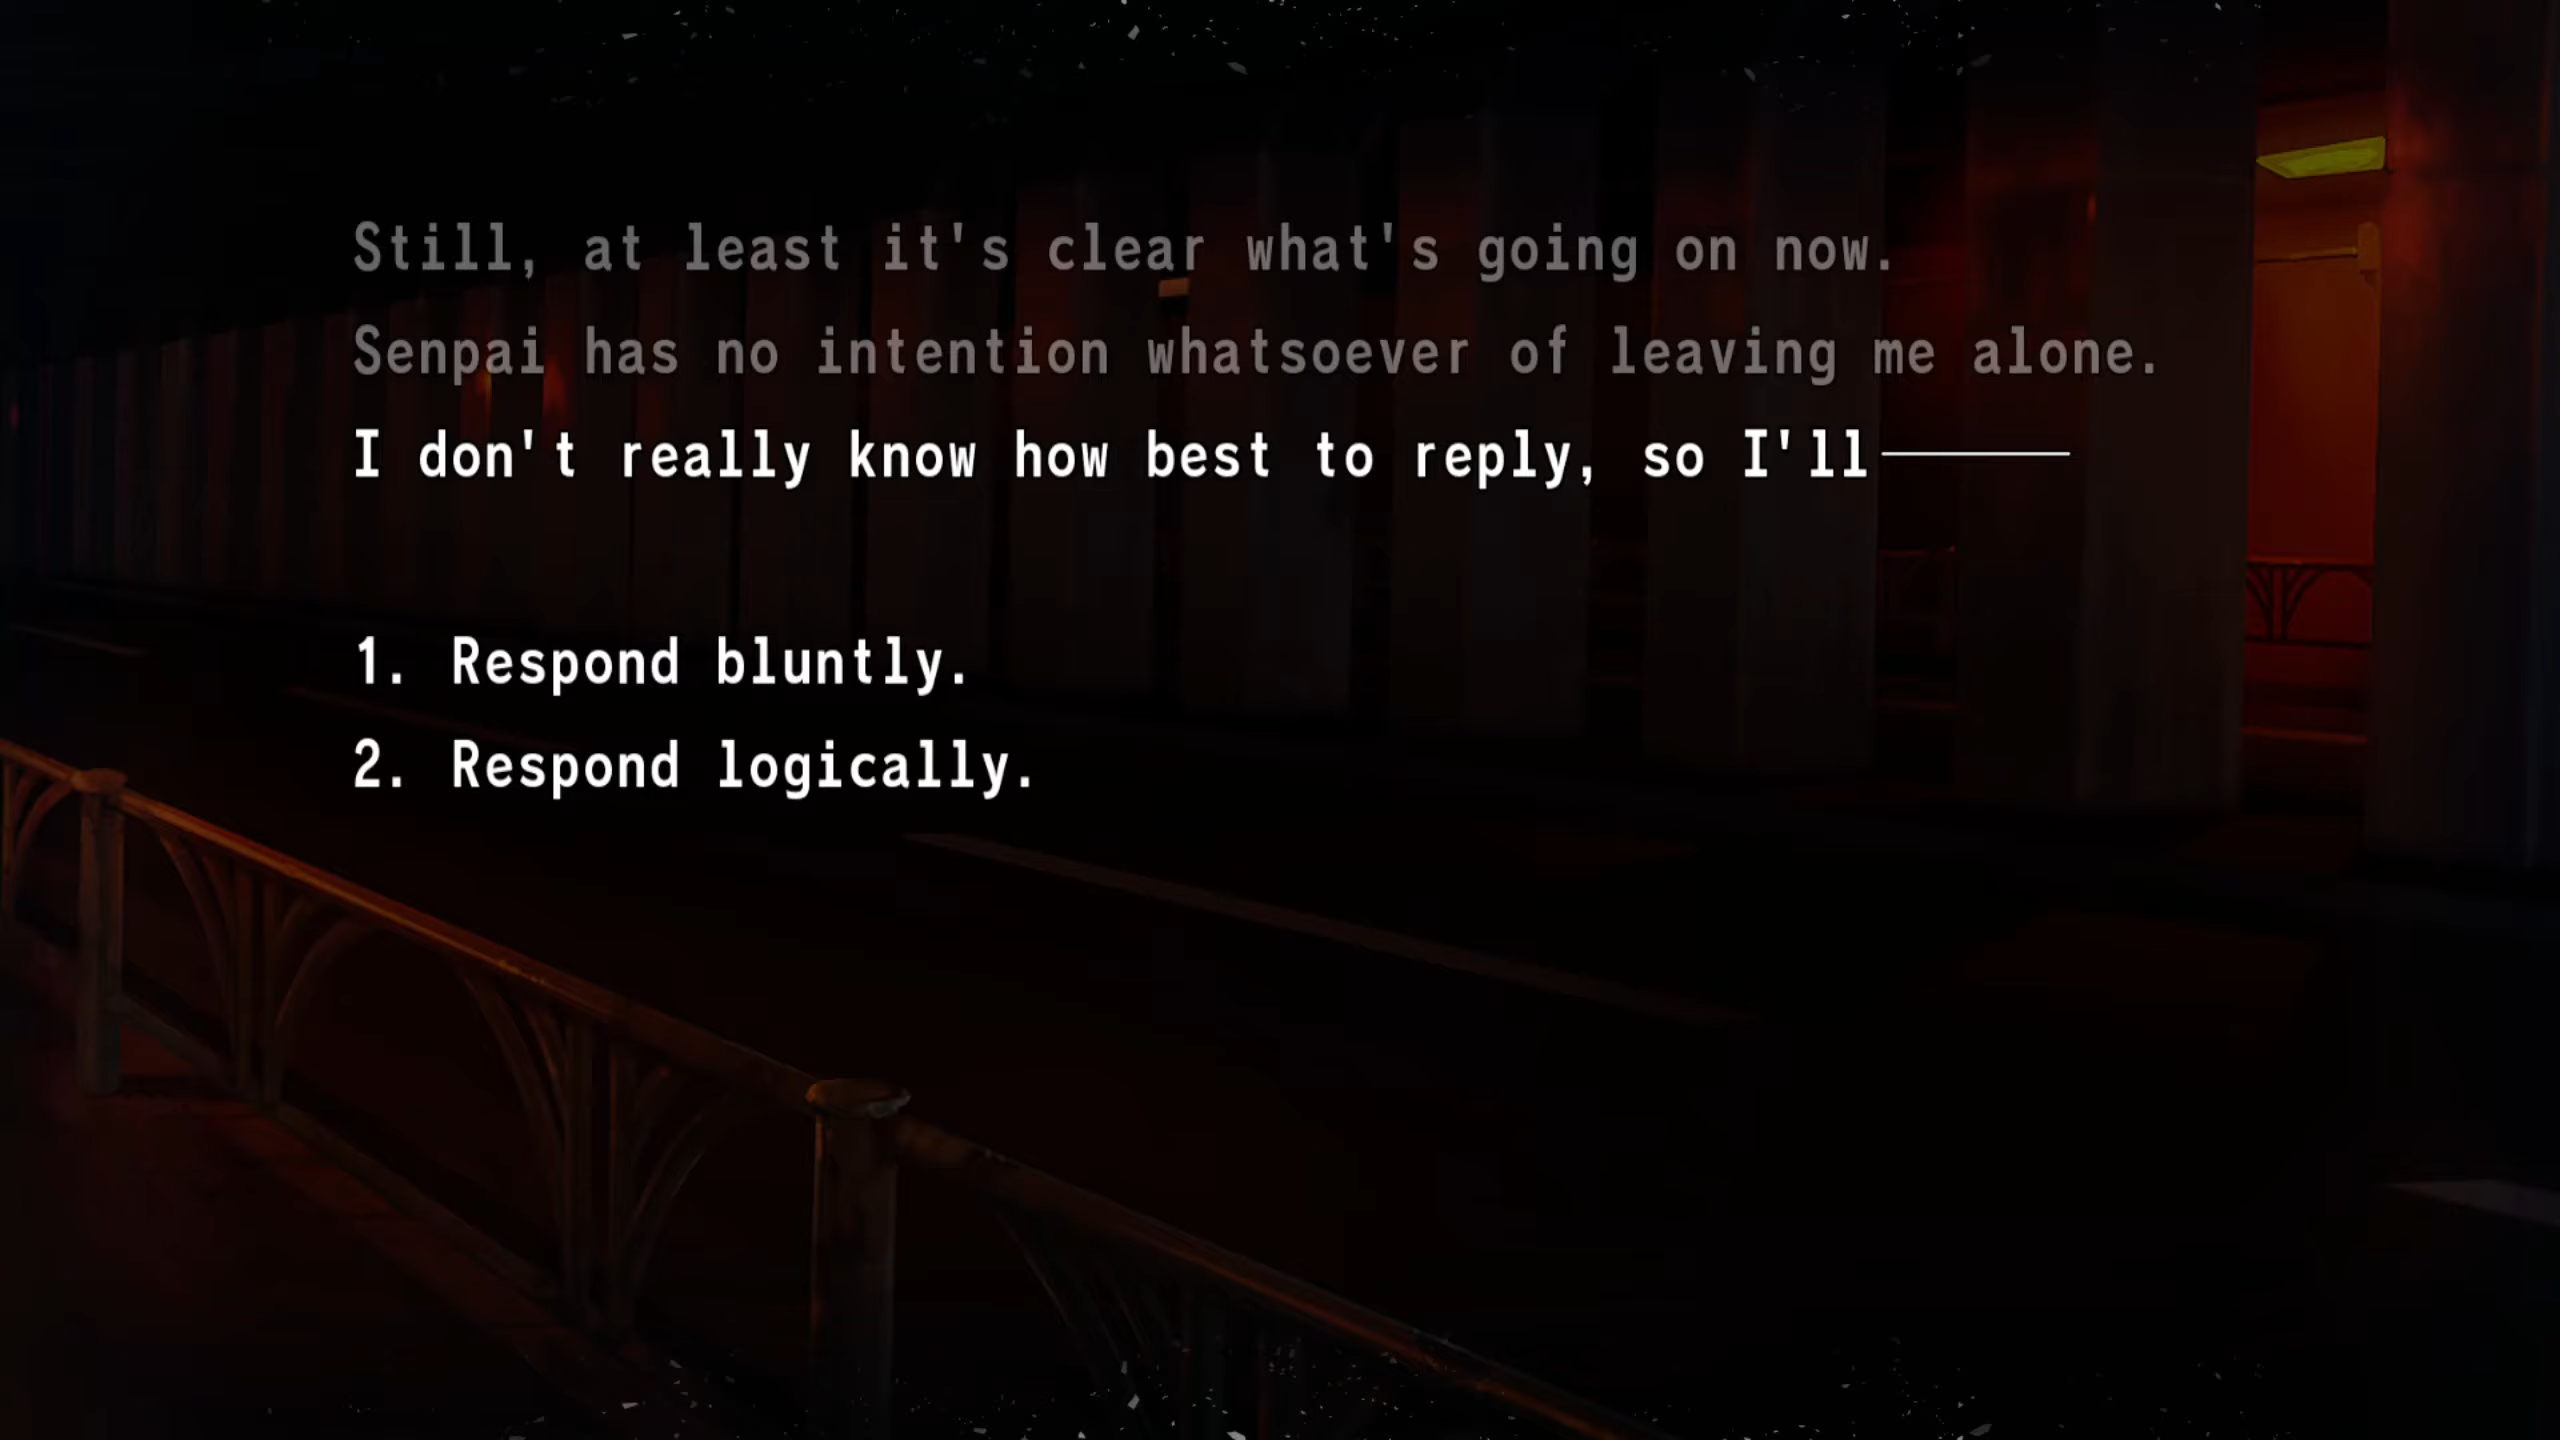 Still, at least it's clear what's going on now.
Senpai has no intention whatsoever of leaving me alone.
I don't really know how best to reply, so I'll———
1. Respond bluntly.
2. Respond logically.